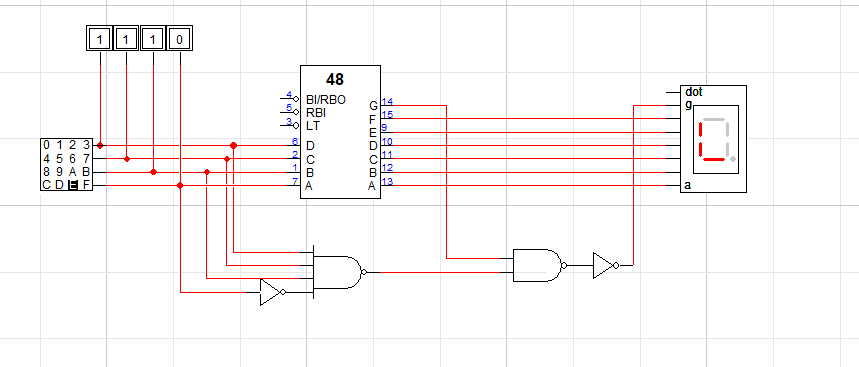 1 1 1 0
48
4 BI/RBO
5 RBI
3 LT
G 14
F 15
E 9
6 D D 10
2 C C 11
1 B B 12
7 A A 13
0 1 2 3
4 5 6 7
8 9 A B
C D E F
dot
g
a